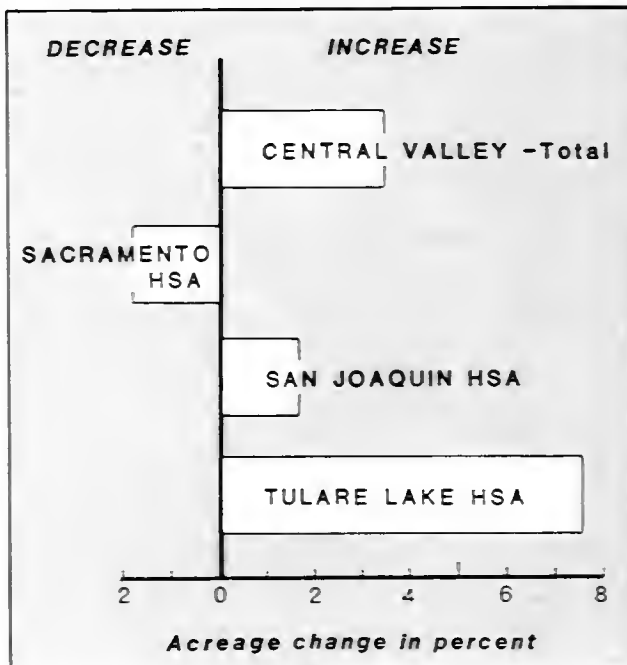 DECREASE INCREASE
CENTRAL VALLEY -Total
SACRAMENTO
HSA
SAN JOAQUIN HSA
TULARE LAKE HSA
2 0 2 4 6 8
Acreage change in percent